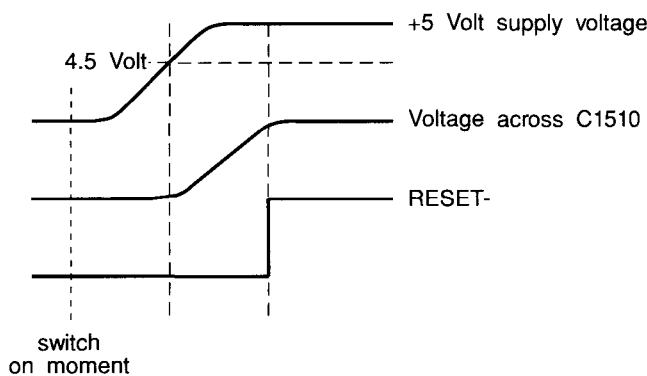 +5 Volt supply voltage
4.5 Volt
Voltage across C1510
RESET-
switch
on moment